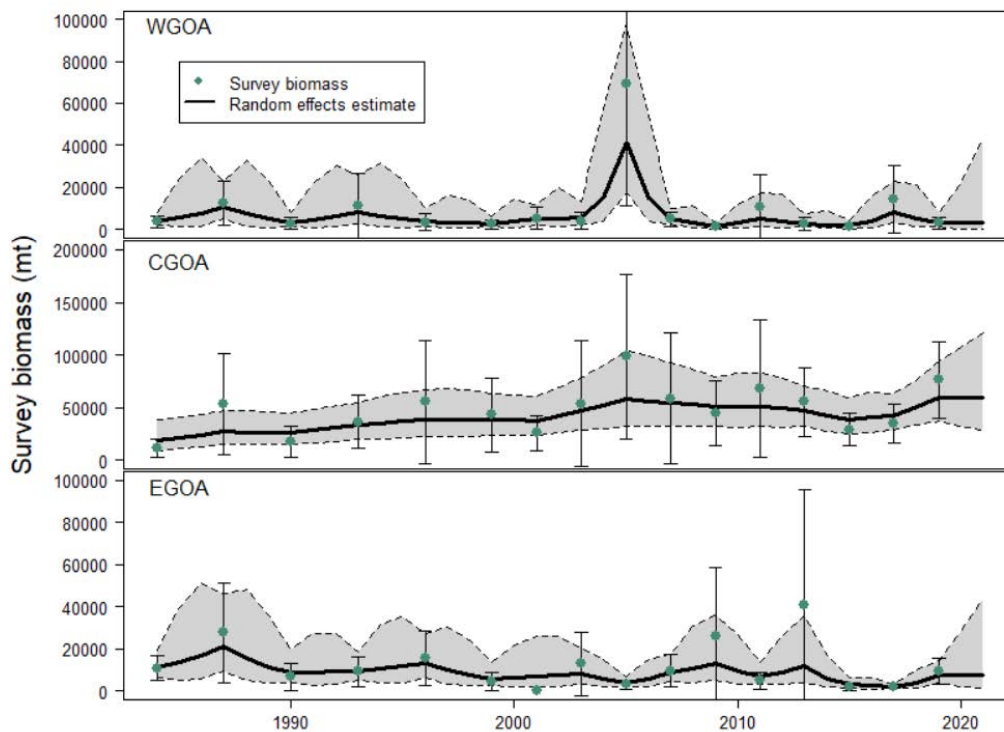 WGOA
Survey biomass
Random effects estimate
100000
80000
60000
40000
20000
0
CGOA
200000
150000
100000
50000
0
EGOA
100000
80000
60000
40000
20000
0
Survey biomass (mt)
1990 2000 2010 2020